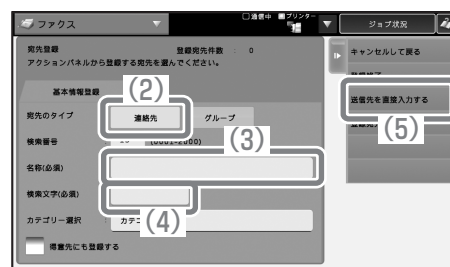 ファクス
通信中
プリンター
ジョブ状況
宛先登録 登録宛先件数 : 0
アクションパネルから登録する宛先を選んでください。
キャンセルして戻る
基本情報登録
(2)
送信先を直接入力する
(5)
宛先のタイプ 連絡先 グループ
検索番号 (0001-2000)
(3)
名称(必須)
検索文字(必須)
(4)
カテゴリー選択
得意先にも登録する